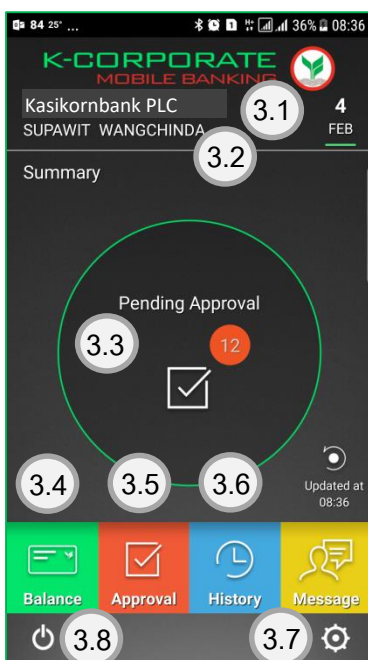 84 25° ... 36% 08:36
K-CORPORATE
MOBILE BANKING
Kasikornbank PLC 3.1 4
SUPAWIT WANGCHINDA FEB
3.2
Summary
Pending Approval
3.3 12
3.4 3.5 3.6
Updated at
08:36
Balance Approval History Message
3.8 3.7